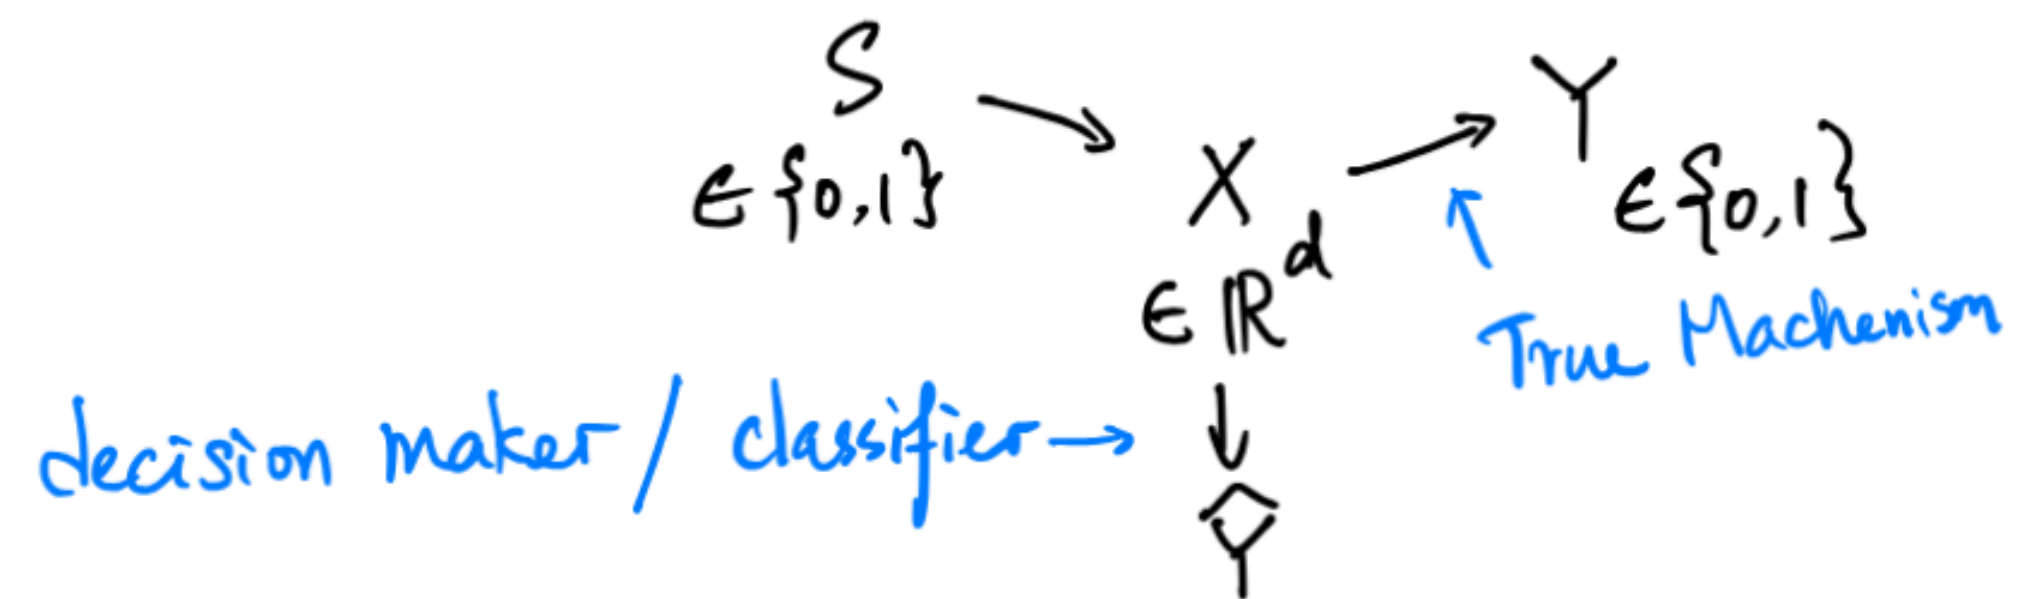 S → X → Y
∈ {0,1}
∈ ℝ^d
∈ {0,1}
True Machenism
decision maker / classifier →
↓
Ŷ